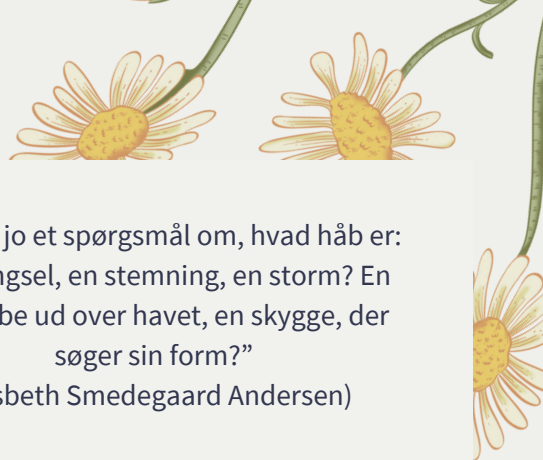 jo et spørgsmål om, hvad håb er:
ngsel, en stemning, en storm? En
be ud over havet, en skygge, der
søger sin form?”
sbeth Smedegaard Andersen)